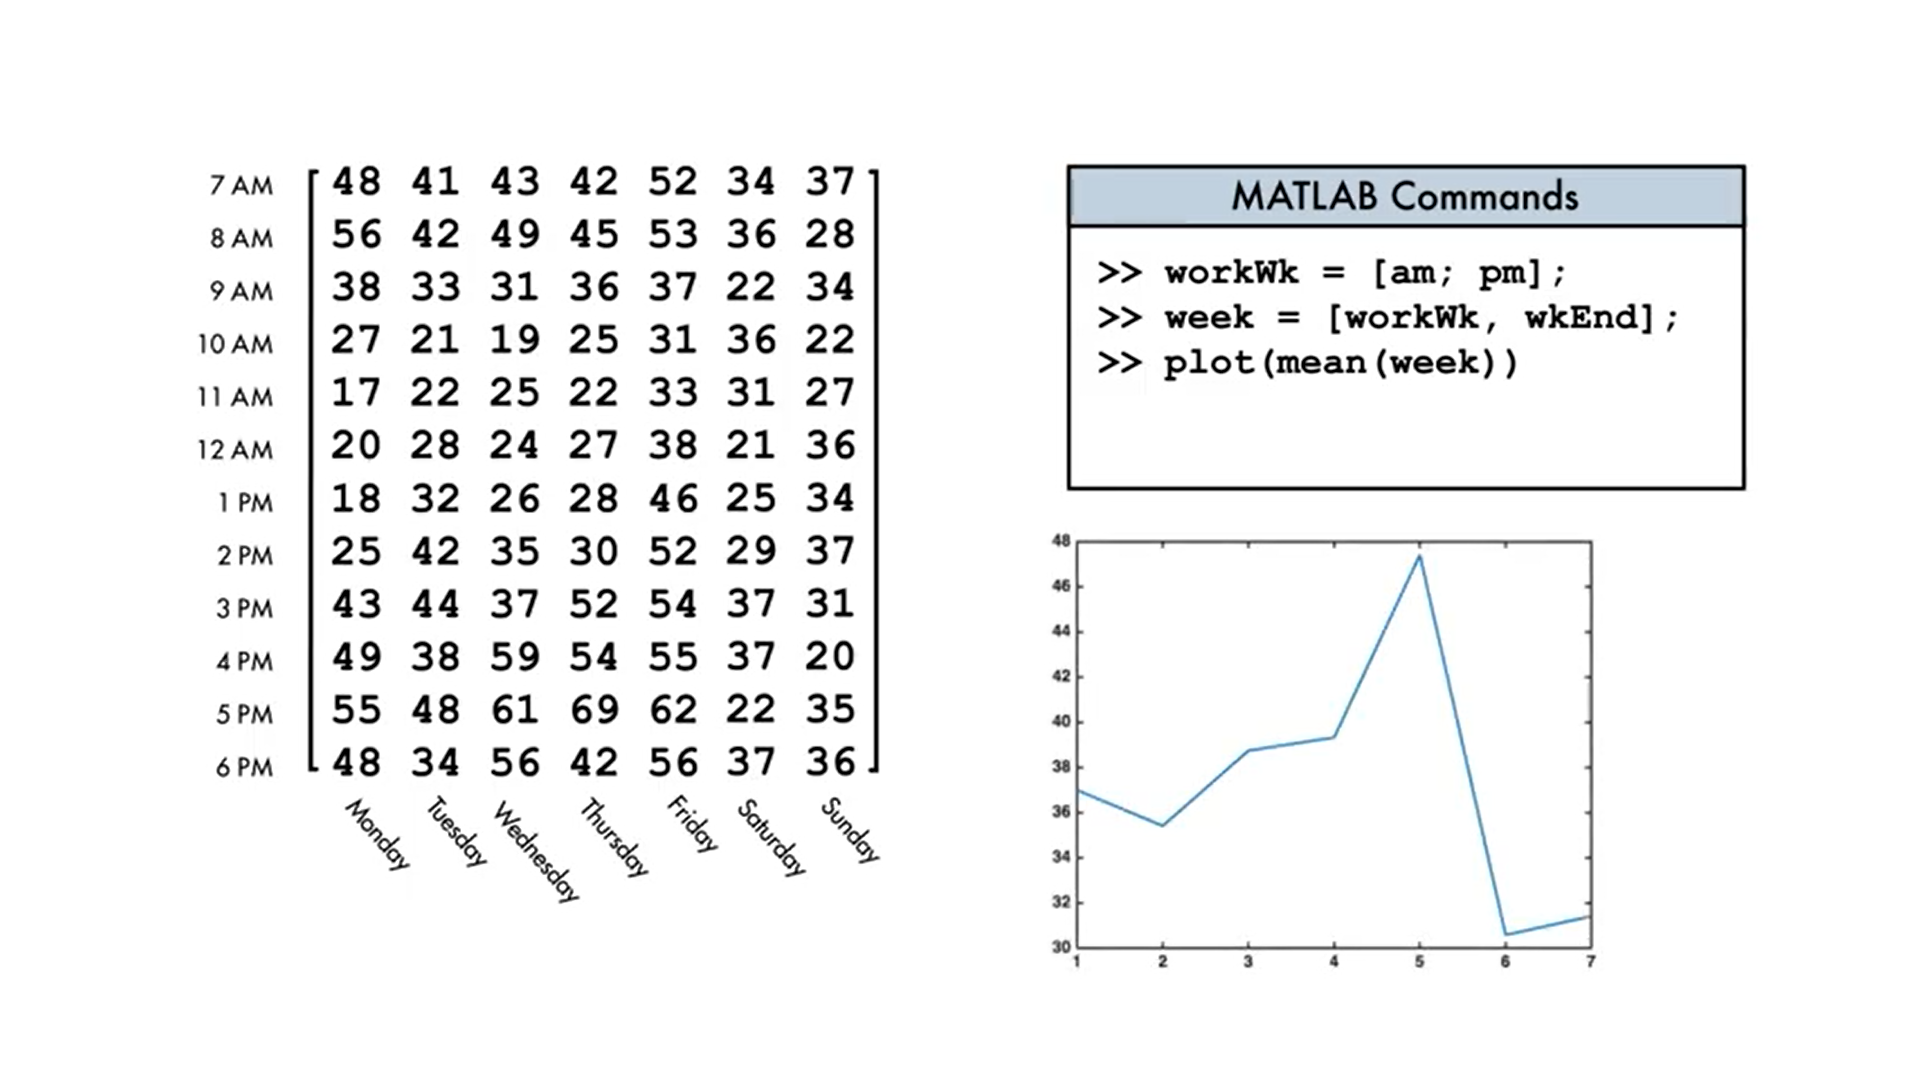 7 AM 48 41 43 42 52 34 37
8 AM 56 42 49 45 53 36 28
9 AM 38 33 31 36 37 22 34
10 AM 27 21 19 25 31 36 22
11 AM 17 22 25 22 33 31 27
12 AM 20 28 24 27 38 21 36
1 PM 18 32 26 28 46 25 34
2 PM 25 42 35 30 52 29 37
3 PM 43 44 37 52 54 37 31
4 PM 49 38 59 54 55 37 20
5 PM 55 48 61 69 62 22 35
6 PM 48 34 56 42 56 37 36
Monday Tuesday Wednesday Thursday Friday Saturday Sunday
MATLAB Commands
>> workWk = [am; pm];
>> week = [workWk, wkEnd];
>> plot(mean(week))
48
46
44
42
40
38
36
34
32
30
1 2 3 4 5 6 7